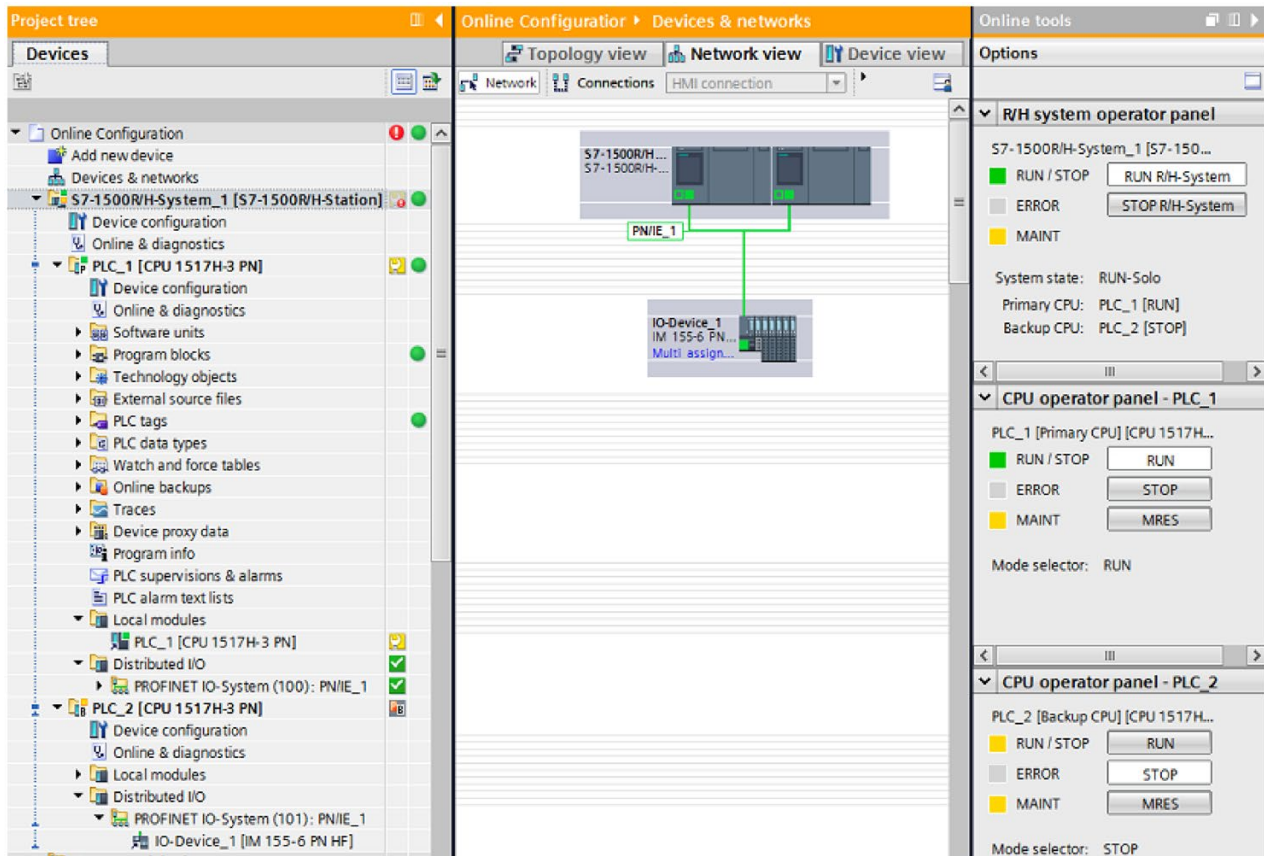 Project tree
Devices
Online Configuration
Add new device
Devices & networks
S7-1500R/H-System_1 [S7-1500R/H-Station]
Device configuration
Online & diagnostics
PLC_1 [CPU 1517H-3 PN]
Device configuration
Online & diagnostics
Software units
Program blocks
Technology objects
External source files
PLC tags
PLC data types
Watch and force tables
Online backups
Traces
Device proxy data
Program info
PLC supervisions & alarms
PLC alarm text lists
Local modules
PLC_1 [CPU 1517H-3 PN]
Distributed I/O
PROFINET IO-System (100): PN/IE_1
PLC_2 [CPU 1517H-3 PN]
Device configuration
Online & diagnostics
Local modules
Distributed I/O
PROFINET IO-System (101): PN/IE_1
IO-Device_1 [IM 155-6 PN HF]
Online Configuration Devices & networks
Topology view Network view Device view
Network Connections HMI connection
S7-1500R/H...
S7-1500R/H-...
PN/IE_1
IO-Device_1
IM 155-6 PN...
Multi assign...
Online tools
Options
R/H system operator panel
S7-1500R/H-System_1 [S7-150...
RUN / STOP RUN R/H-System
ERROR STOP R/H-System
MAINT
System state: RUN-Solo
Primary CPU: PLC_1 [RUN]
Backup CPU: PLC_2 [STOP]
CPU operator panel - PLC_1
PLC_1 [Primary CPU] [CPU 1517H...
RUN / STOP RUN
ERROR STOP
MAINT MRES
Mode selector: RUN
CPU operator panel - PLC_2
PLC_2 [Backup CPU] [CPU 1517H...
RUN / STOP RUN
ERROR STOP
MAINT MRES
Mode selector: STOP